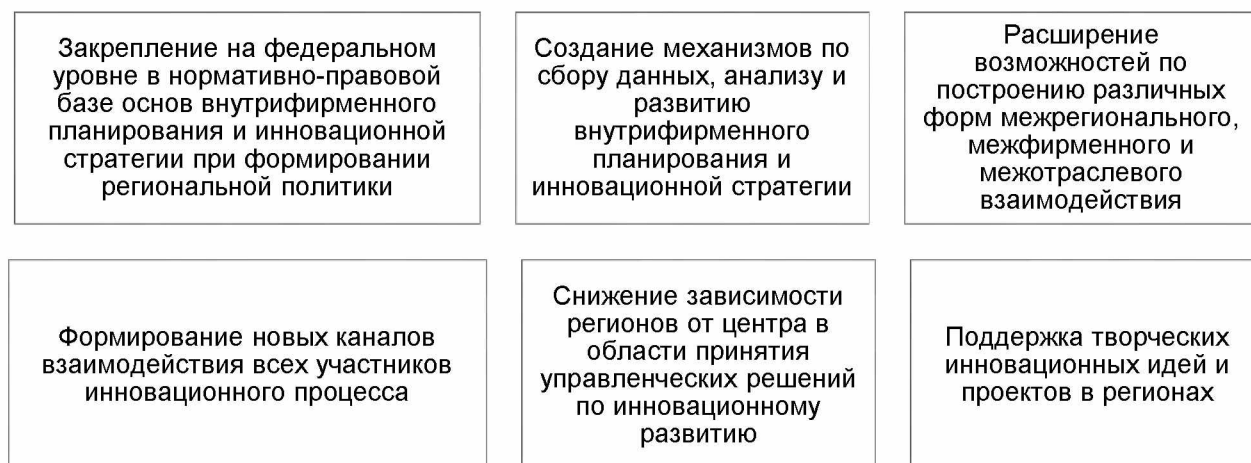 Закрепление на федеральном
уровне в нормативно-правовой
базе основ внутрифирменного
планирования и инновационной
стратегии при формировании
региональной политики
Создание механизмов по
сбору данных, анализу и
развитию
внутрифирменного
планирования и
инновационной стратегии
Расширение
возможностей по
построению различных
форм межрегионального,
межфирменного и
межотраслевого
взаимодействия
Формирование новых каналов
взаимодействия всех участников
инновационного процесса
Снижение зависимости
регионов от центра в
области принятия
управленческих решений
по инновационному
развитию
Поддержка творческих
инновационных идей и
проектов в регионах